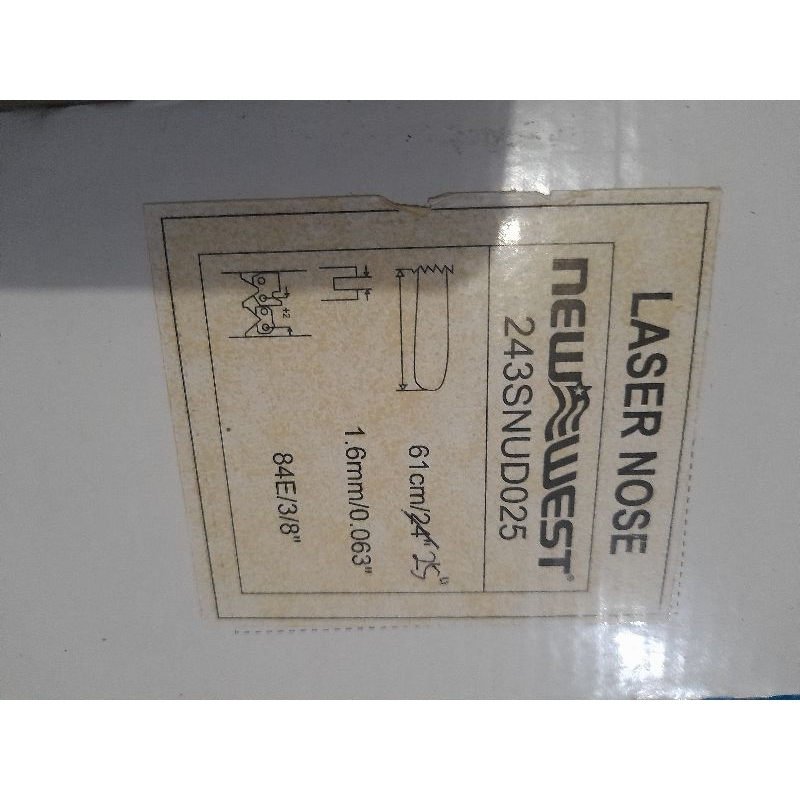 LASER NOSE
newWEST®
243SNUD025
61cm/24" 25"
1.6mm/0.063"
84E/3/8"